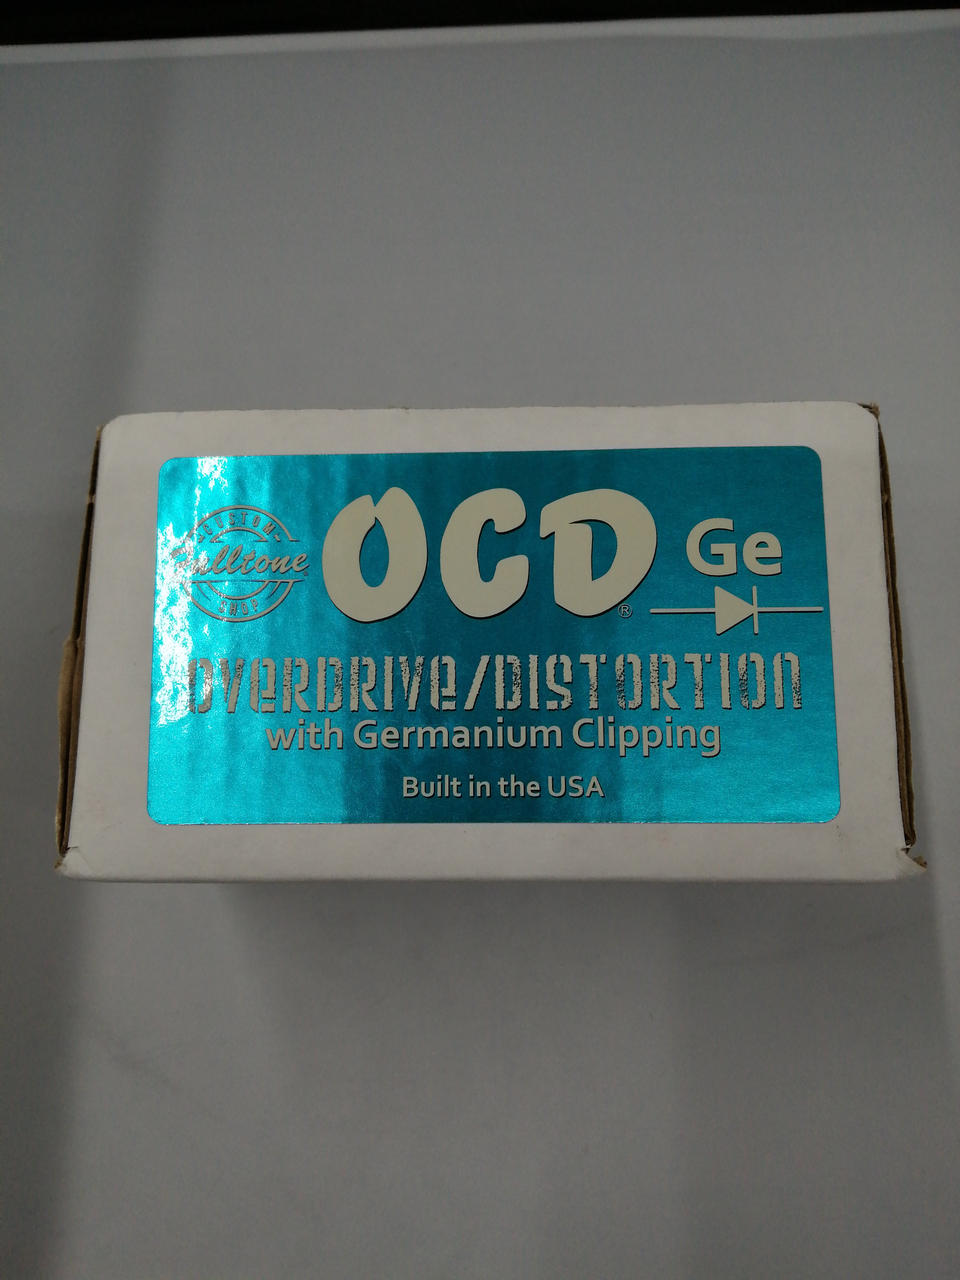 CUSTOM
Fulltone
SHOP
OCD®
Ge
OVERDRIVE/DISTORTION
with Germanium Clipping
Built in the USA